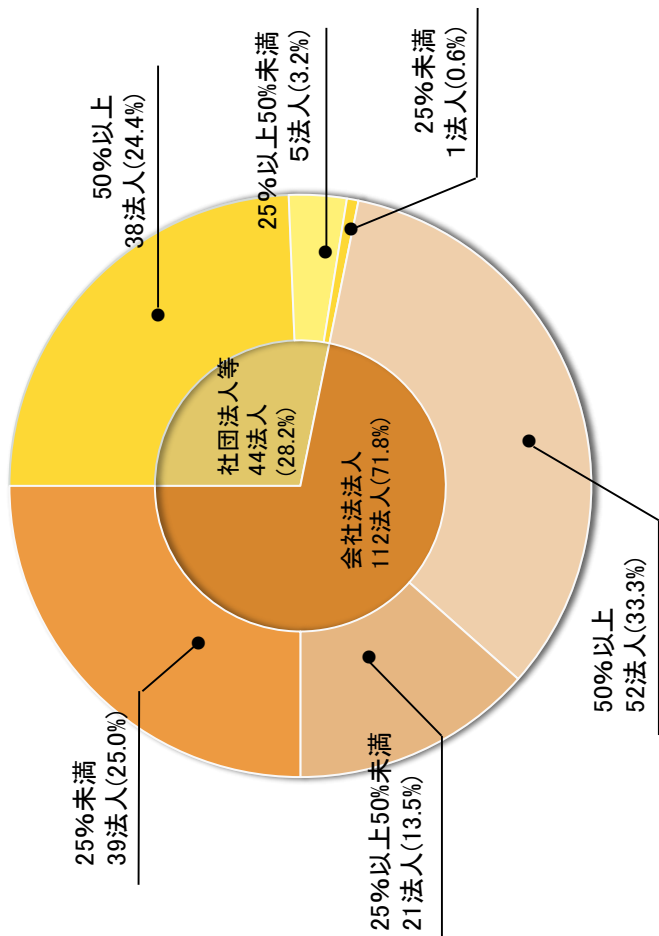 25%未満
39法人(25.0%)
50%以上
38法人(24.4%)
社団法人等
44法人
(28.2%)
25%以上50%未満
５法人(3.2%)
会社法法人
112法人(71.8%)
25%以上50%未満
21法人(13.5%)
25%未満
１法人(0.6%)
50%以上
52法人(33.3%)